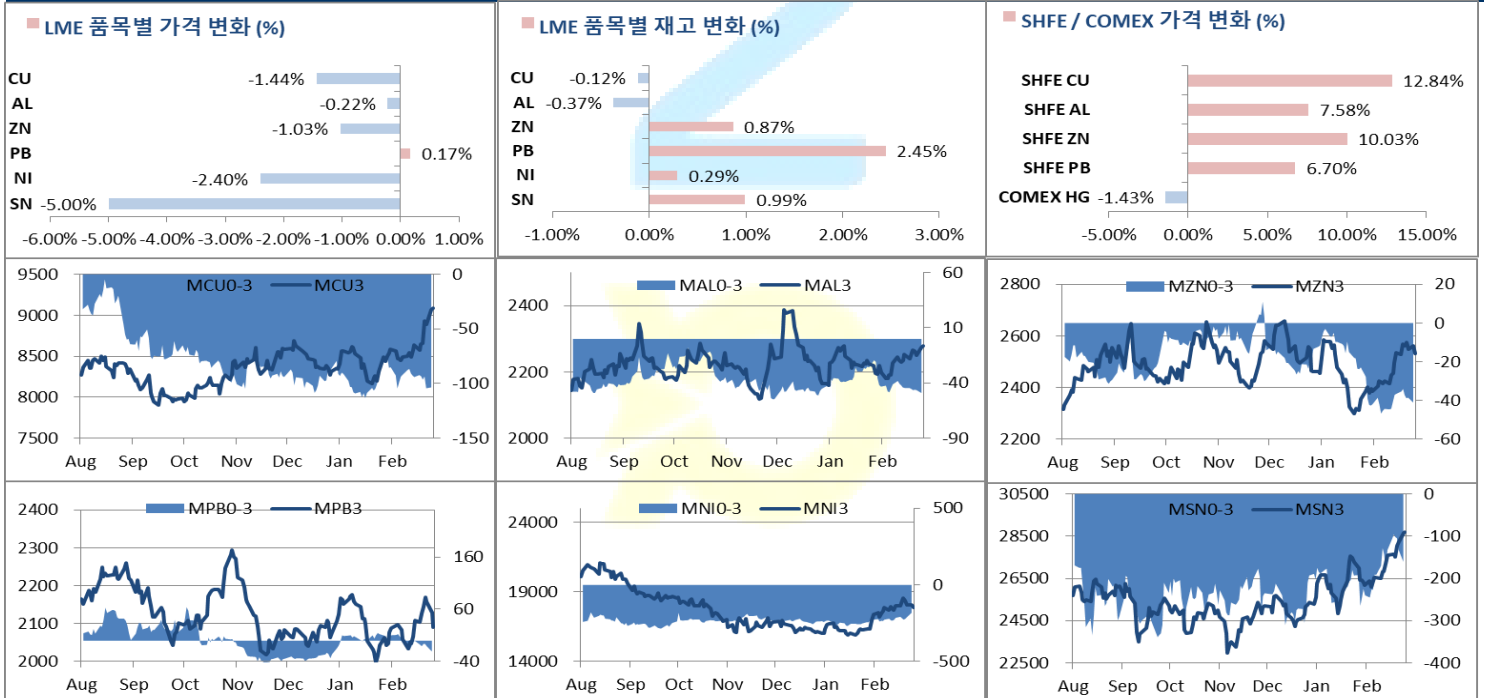 LME 품목별 가격 변화 (%)
CU
-1.44%
AL
-0.22%
ZN
-1.03%
PB
0.17%
NI
-2.40%
SN
-5.00%
-6.00% -5.00% -4.00% -3.00% -2.00% -1.00% 0.00% 1.00%
LME 품목별 재고 변화 (%)
CU
-0.12%
AL
-0.37%
ZN
0.87%
PB
2.45%
NI
0.29%
SN
0.99%
-1.00% 0.00% 1.00% 2.00% 3.00%
SHFE / COMEX 가격 변화 (%)
SHFE CU
12.84%
SHFE AL
7.58%
SHFE ZN
10.03%
SHFE PB
6.70%
COMEX HG
-1.43%
-5.00% 0.00% 5.00% 10.00% 15.00%
MCU0-3 MCU3
9500
9000
8500
8000
7500
0
-50
-100
-150
Aug Sep Oct Nov Dec Jan Feb
MAL0-3 MAL3
2400
2200
2000
60
10
-40
-90
Aug Sep Oct Nov Dec Jan Feb
MZN0-3 MZN3
2800
2600
2400
2200
20
0
-20
-40
-60
Aug Sep Oct Nov Dec Jan Feb
MPB0-3 MPB3
2400
2300
2200
2100
2000
160
60
-40
Aug Sep Oct Nov Dec Jan Feb
MNI0-3 MNI3
24000
19000
14000
500
0
-500
Aug Sep Oct Nov Dec Jan Feb
MSN0-3 MSN3
30500
28500
26500
24500
22500
0
-100
-200
-300
-400
Aug Sep Oct Nov Dec Jan Feb